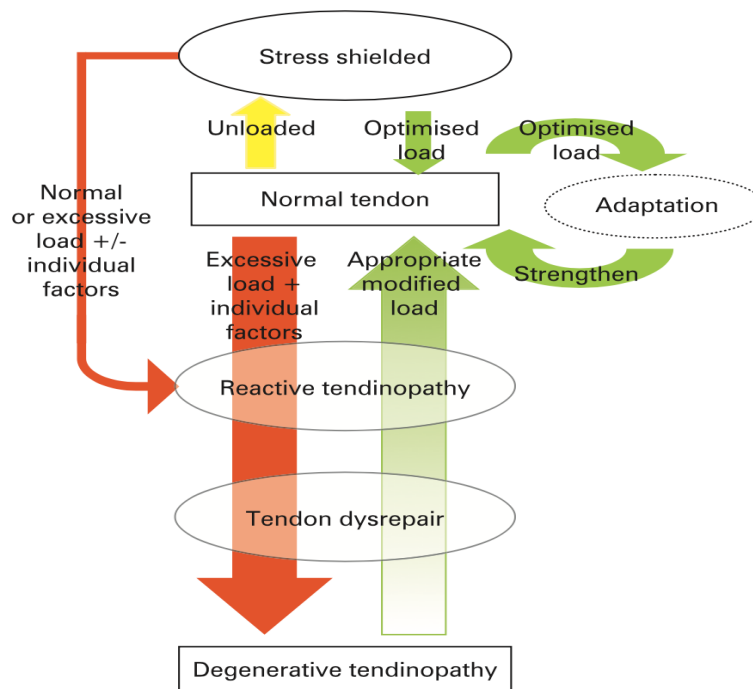 Stress shielded
Unloaded
Optimised
load
Optimised
load
Normal
or excessive
load +/-
individual
factors
Normal tendon
Adaptation
Excessive
load +
individual
factors
Appropriate
modified
load
Strengthen
Reactive tendinopathy
Tendon dysrepair
Degenerative tendinopathy